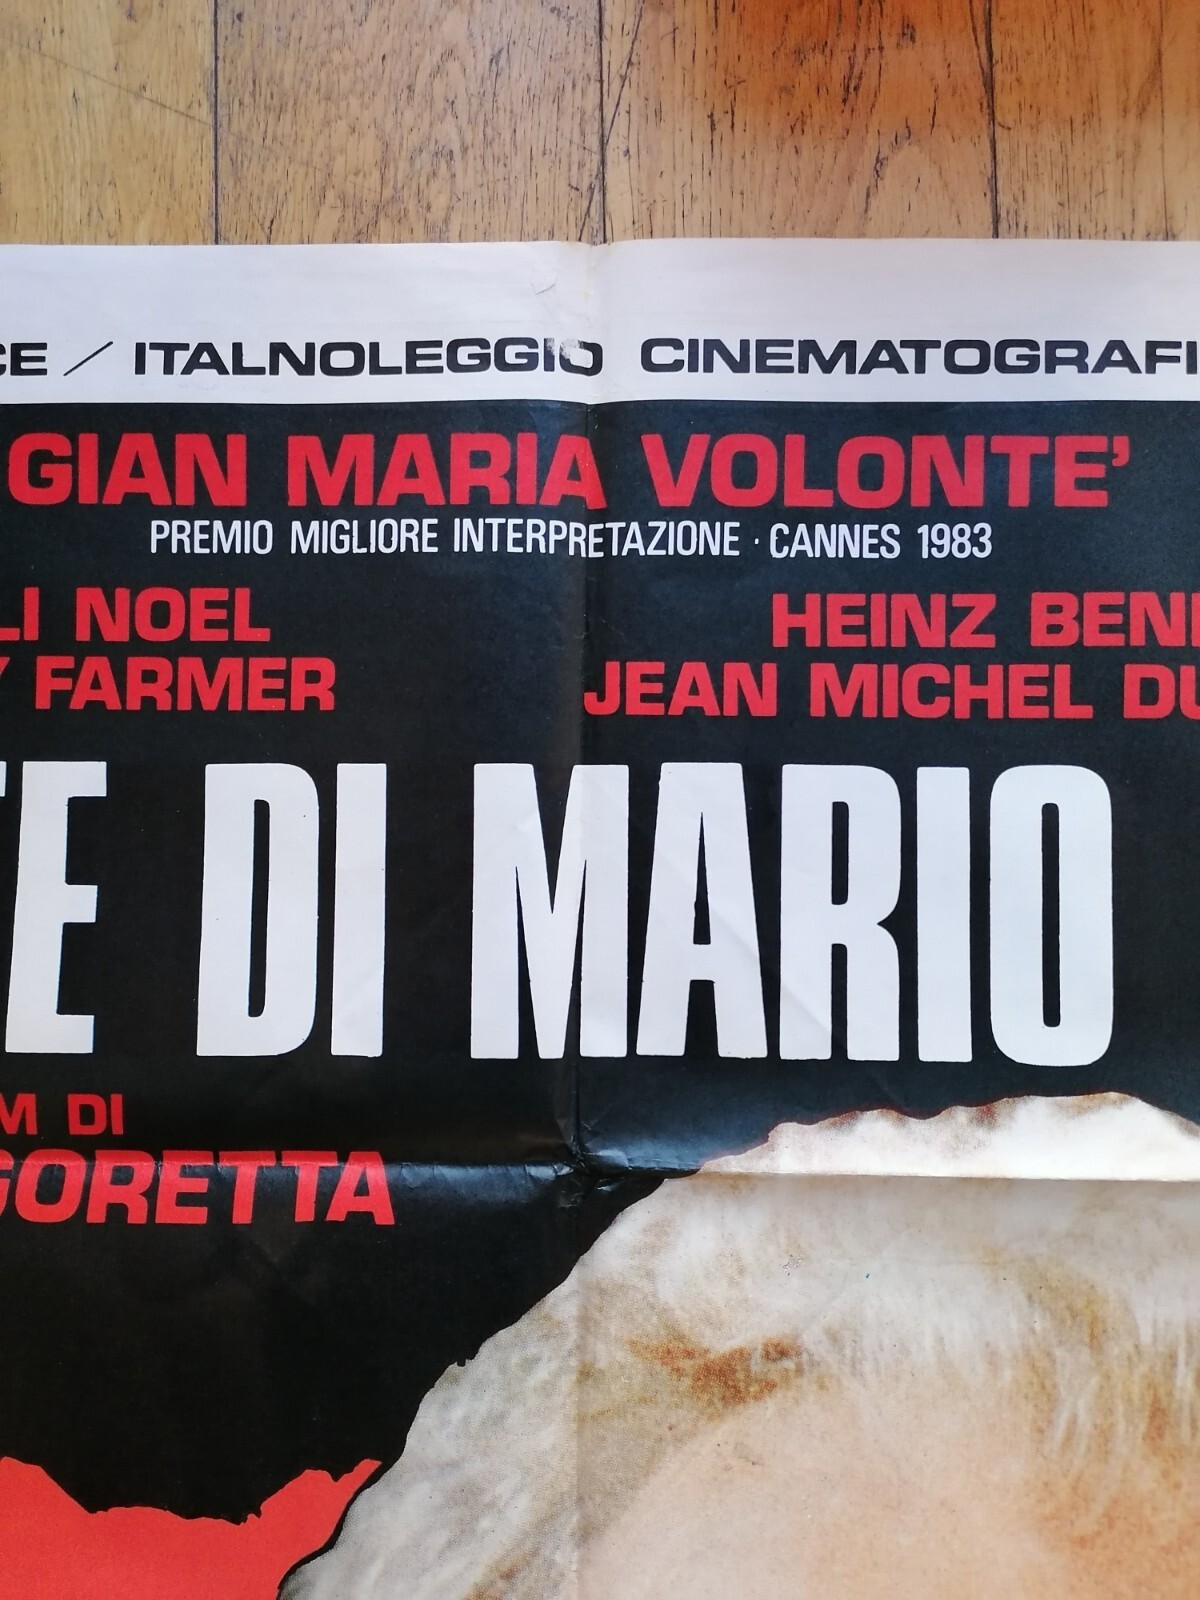 CE / ITALNOLEGGIO CINEMATOGRAFI
GIAN MARIA VOLONTE'
PREMIO MIGLIORE INTERPRETAZIONE · CANNES 1983
LI NOEL HEINZ BEN
Y FARMER JEAN MICHEL DU
TE DI MARIO
M DI
GORETTA